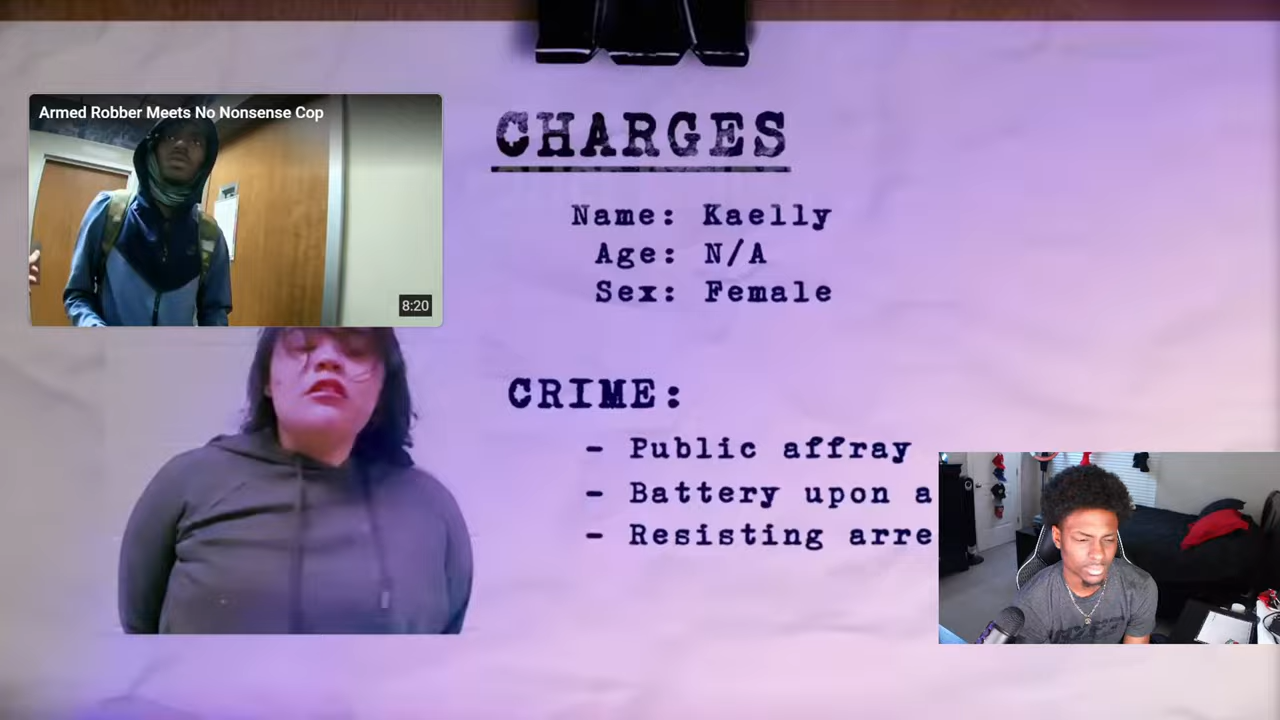 Armed Robber Meets No Nonsense Cop
8:20
CHARGES
Name: Kaelly
Age: N/A
Sex: Female
CRIME:
- Public affray
- Battery upon a
- Resisting arre